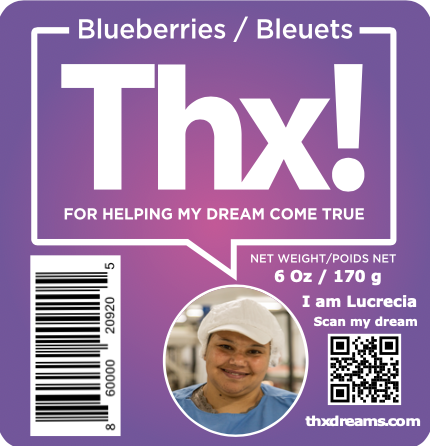 Blueberries / Bleuets
Thx!
FOR HELPING MY DREAM COME TRUE
NET WEIGHT/POIDS NET
6 Oz / 170 g
I am Lucrecia
Scan my dream
8 60000 20920 5
thxdreams.com